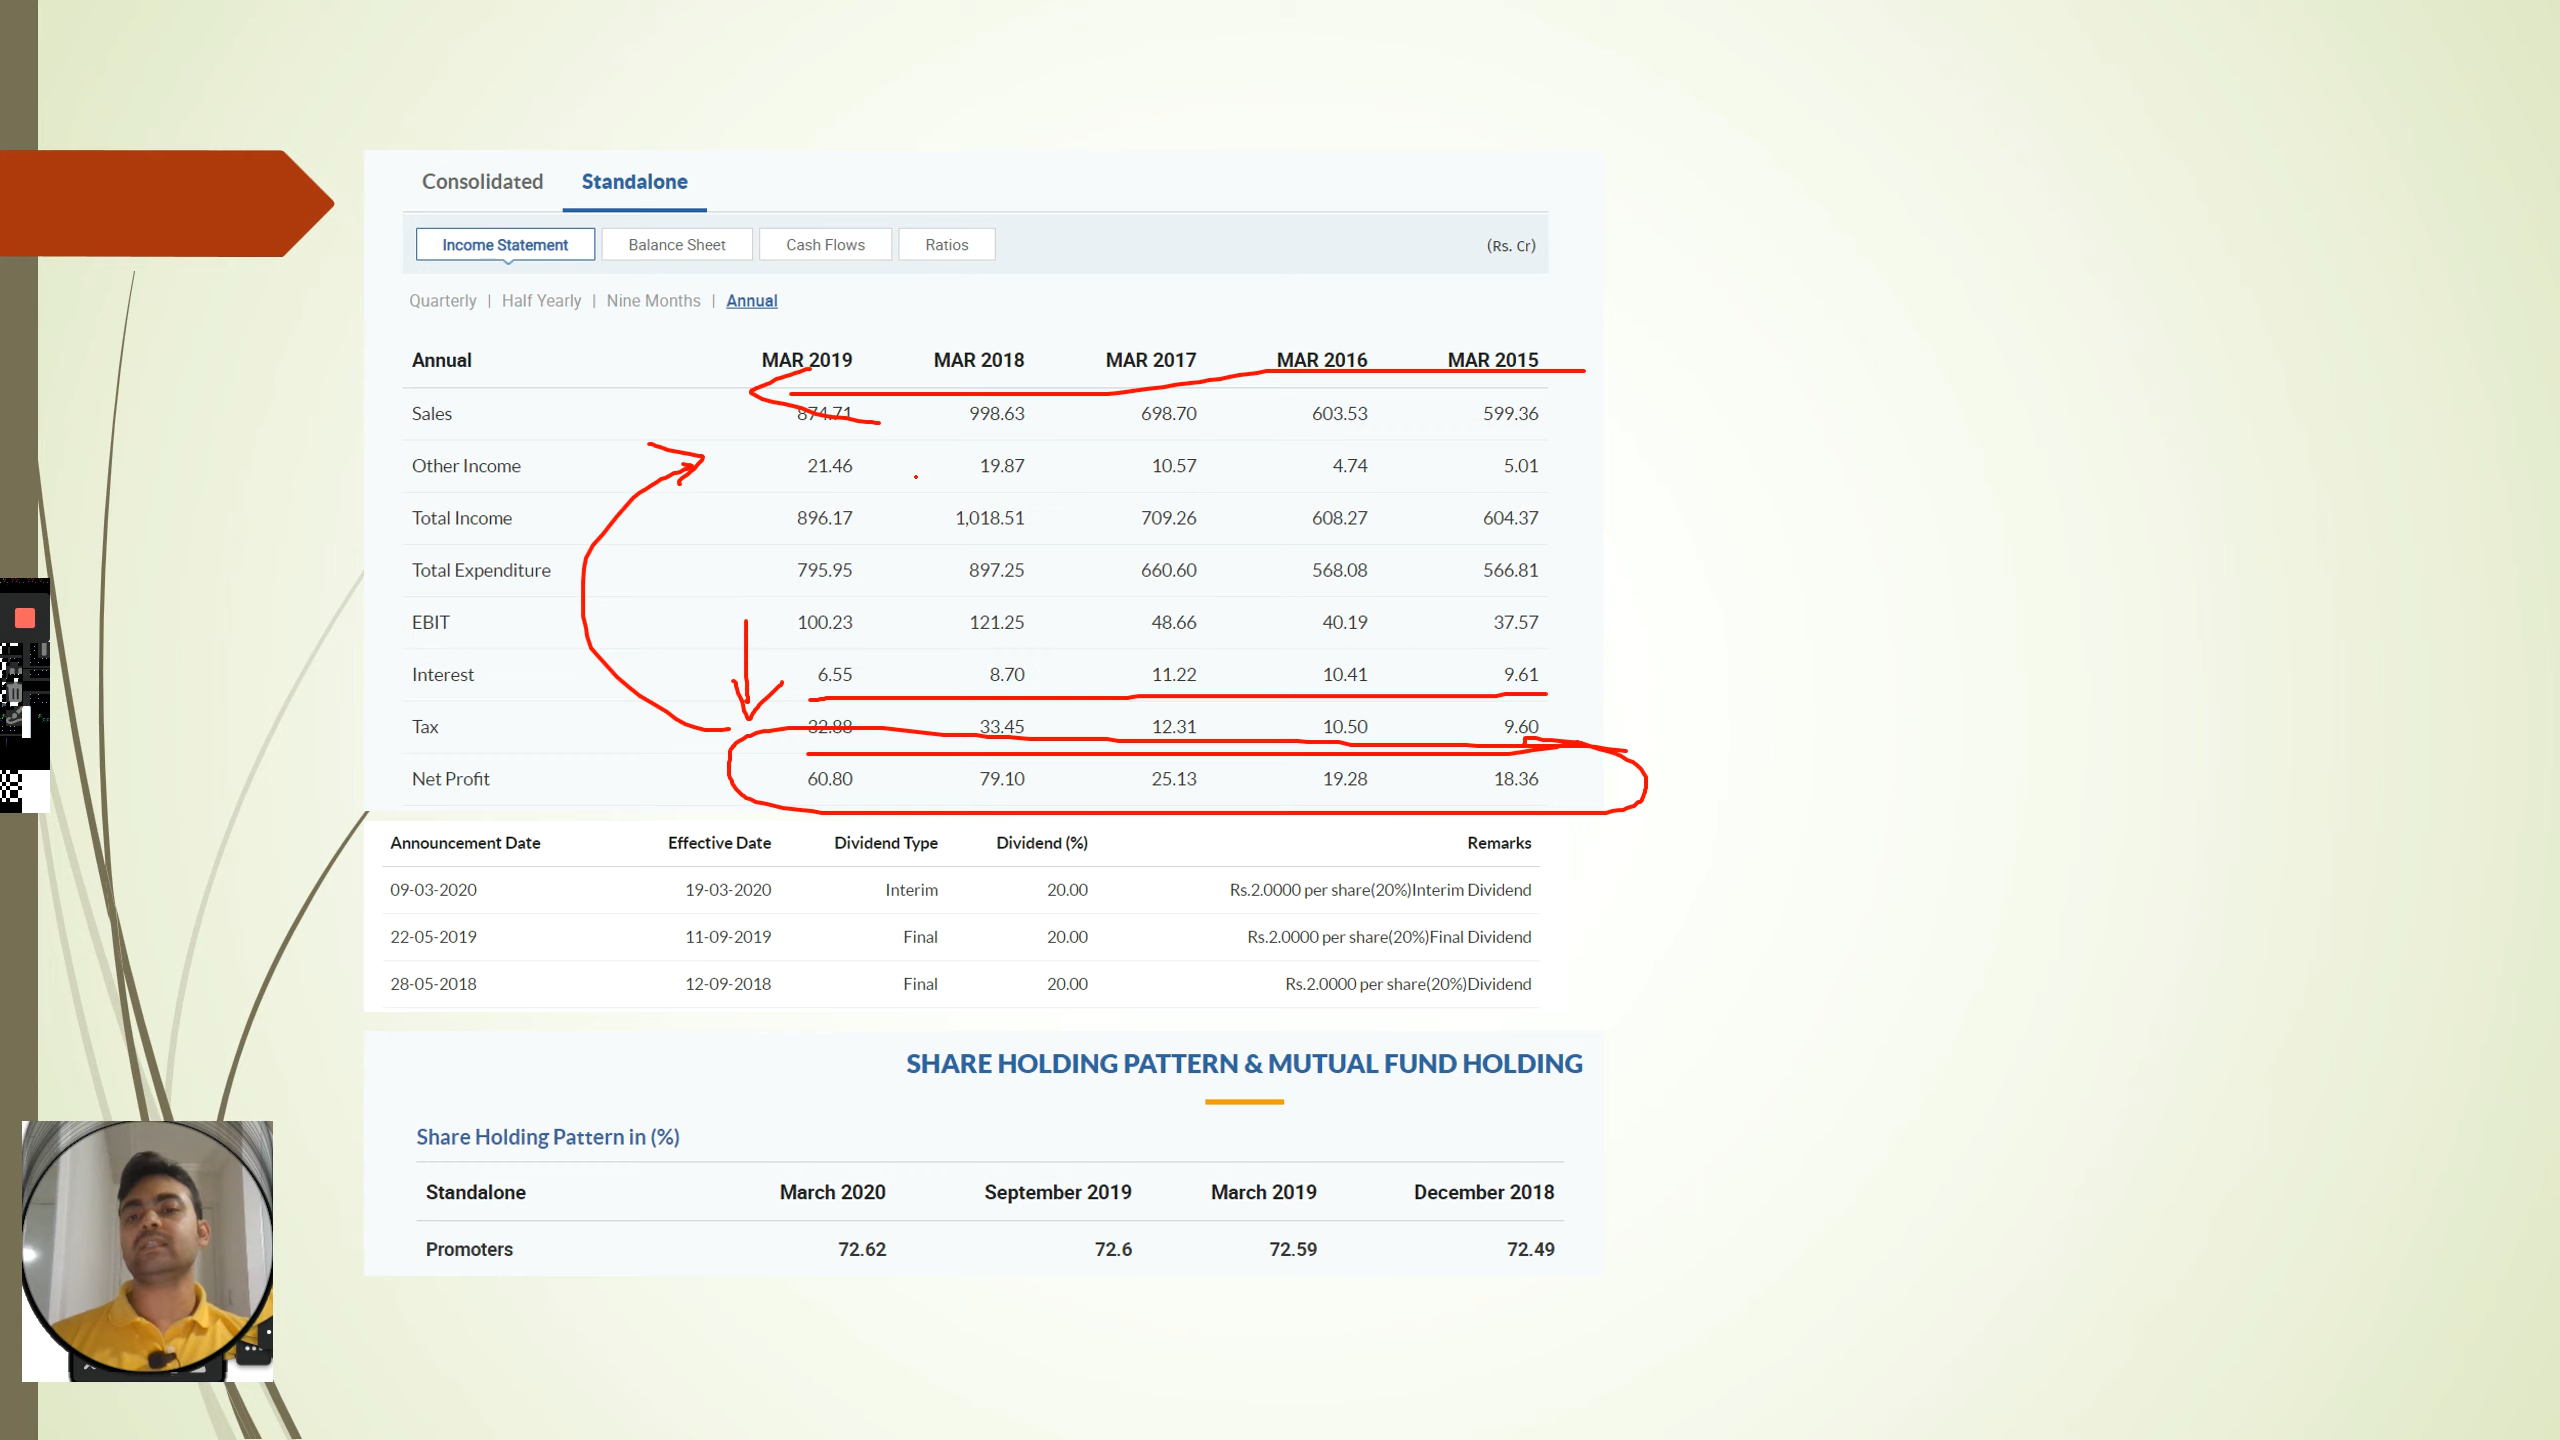 Consolidated Standalone
Income Statement Balance Sheet Cash Flows Ratios (Rs. Cr)
Quarterly | Half Yearly | Nine Months | Annual
Annual MAR 2019 MAR 2018 MAR 2017 MAR 2016 MAR 2015
Sales 874.71 998.63 698.70 603.53 599.36
Other Income 21.46 19.87 10.57 4.74 5.01
Total Income 896.17 1,018.51 709.26 608.27 604.37
Total Expenditure 795.95 897.25 660.60 568.08 566.81
EBIT 100.23 121.25 48.66 40.19 37.57
Interest 6.55 8.70 11.22 10.41 9.61
Tax 32.88 33.45 12.31 10.50 9.60
Net Profit 60.80 79.10 25.13 19.28 18.36
Announcement Date Effective Date Dividend Type Dividend (%) Remarks
09-03-2020 19-03-2020 Interim 20.00 Rs.2.0000 per share(20%)Interim Dividend
22-05-2019 11-09-2019 Final 20.00 Rs.2.0000 per share(20%)Final Dividend
28-05-2018 12-09-2018 Final 20.00 Rs.2.0000 per share(20%)Dividend
SHARE HOLDING PATTERN & MUTUAL FUND HOLDING
Share Holding Pattern in (%)
Standalone March 2020 September 2019 March 2019 December 2018
Promoters 72.62 72.6 72.59 72.49